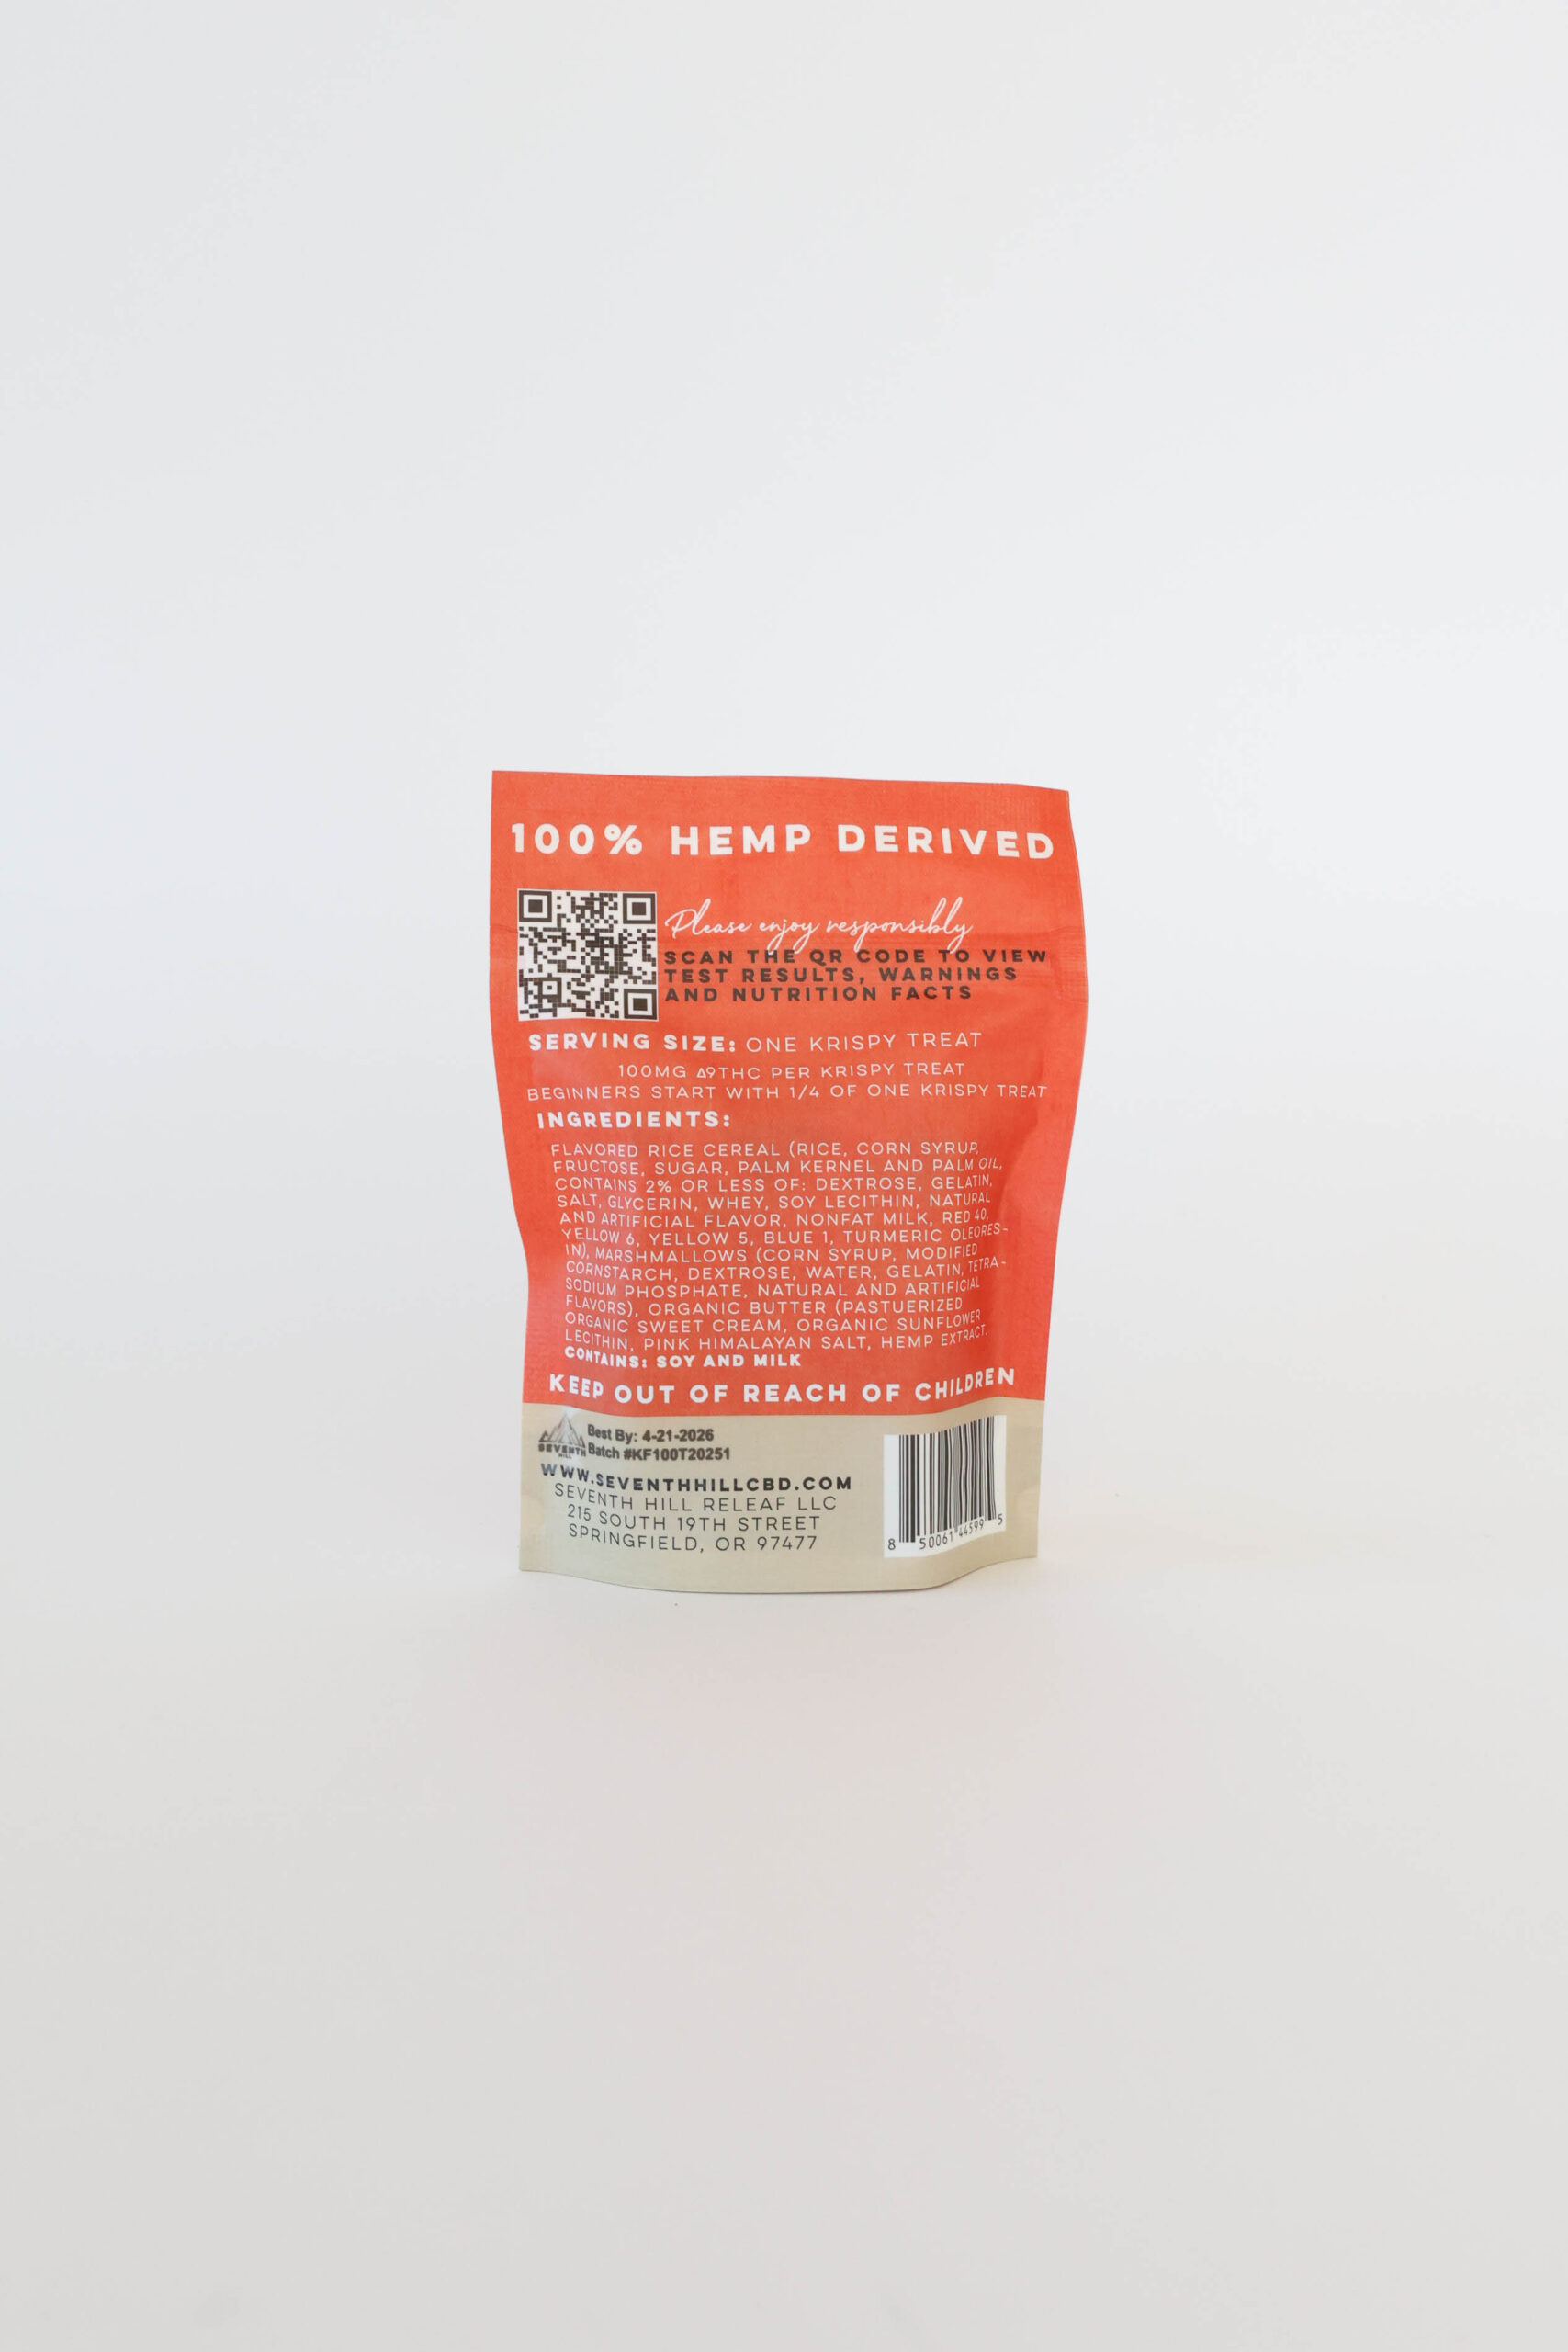 100% HEMP DERIVED
Please enjoy responsibly
SCAN THE QR CODE TO VIEW
TEST RESULTS, WARNINGS
AND NUTRITION FACTS
SERVING SIZE: ONE KRISPY TREAT
100MG Δ9THC PER KRISPY TREAT
BEGINNERS START WITH 1/4 OF ONE KRISPY TREAT
INGREDIENTS:
FLAVORED RICE CEREAL (RICE, CORN SYRUP,
FRUCTOSE, SUGAR, PALM KERNEL AND PALM OIL,
CONTAINS 2% OR LESS OF: DEXTROSE, GELATIN,
SALT, GLYCERIN, WHEY, SOY LECITHIN, NATURAL
AND ARTIFICIAL FLAVOR, NONFAT MILK, RED 40,
YELLOW 6, YELLOW 5, BLUE 1, TURMERIC OLEORES-
IN), MARSHMALLOWS (CORN SYRUP, MODIFIED
CORNSTARCH, DEXTROSE, WATER, GELATIN, TETRA-
SODIUM PHOSPHATE, NATURAL AND ARTIFICIAL
FLAVORS), ORGANIC BUTTER (PASTUERIZED
ORGANIC SWEET CREAM, ORGANIC SUNFLOWER
LECITHIN, PINK HIMALAYAN SALT, HEMP EXTRACT.
CONTAINS: SOY AND MILK
KEEP OUT OF REACH OF CHILDREN
SEVENTH
HILL
Best By: 4-21-2026
Batch #KF100T20251
WWW.SEVENTHHILLCBD.COM
SEVENTH HILL RELEAF LLC
215 SOUTH 19TH STREET
SPRINGFIELD, OR 97477
8 50061 44599 5